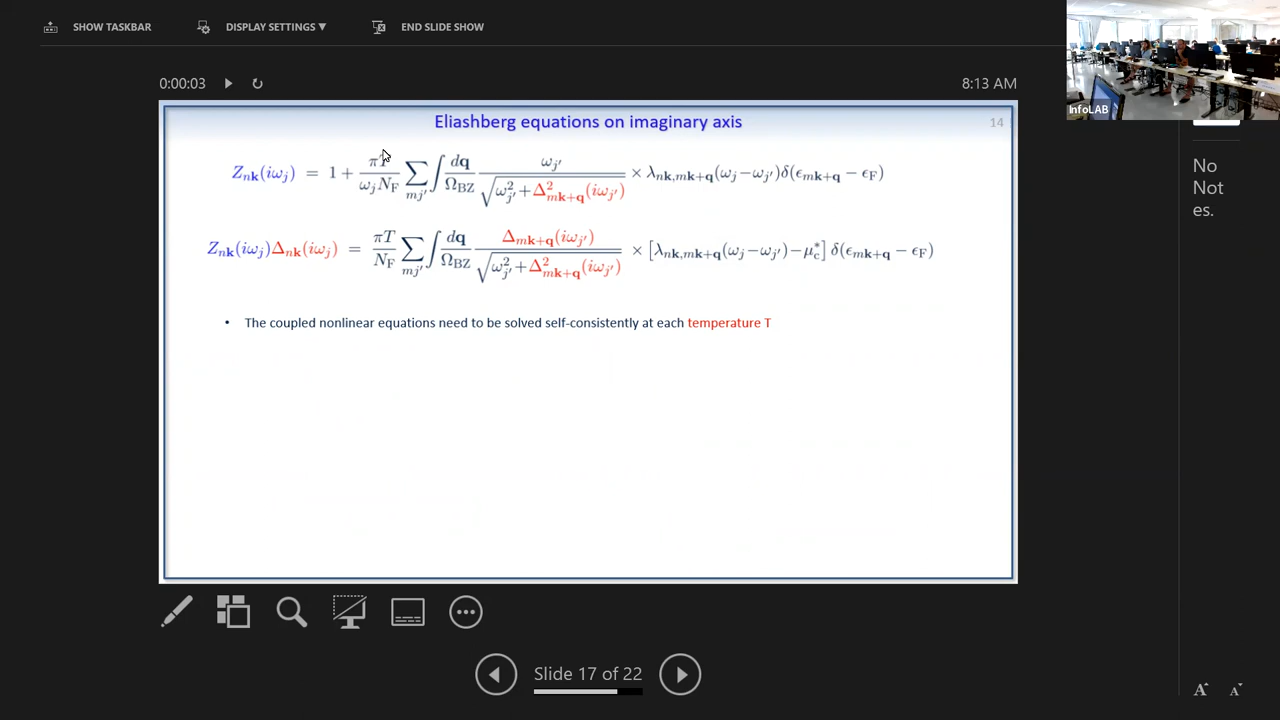 SHOW TASKBAR DISPLAY SETTINGS ▼ END SLIDE SHOW
InfoLAB
0:00:03 8:13 AM
Eliashberg equations on imaginary axis 14
Z_{nk}(iω_j) = 1 + \frac{πT}{ω_j N_F} \sum_{mj'} ∫ \frac{dq}{Ω_{BZ}} \frac{ω_{j'}}{\sqrt{ω_{j'}^2 + Δ_{mk+q}^2(iω_{j'})}} × λ_{nk,mk+q}(ω_j − ω_{j'}) δ(ϵ_{mk+q} − ϵ_F)
Z_{nk}(iω_j)Δ_{nk}(iω_j) = \frac{πT}{N_F} \sum_{mj'} ∫ \frac{dq}{Ω_{BZ}} \frac{Δ_{mk+q}(iω_{j'})}{\sqrt{ω_{j'}^2 + Δ_{mk+q}^2(iω_{j'})}} × [λ_{nk,mk+q}(ω_j − ω_{j'}) − μ_c^*] δ(ϵ_{mk+q} − ϵ_F)
• The coupled nonlinear equations need to be solved self-consistently at each temperature T
Slide 17 of 22
No
Not
es.
A A